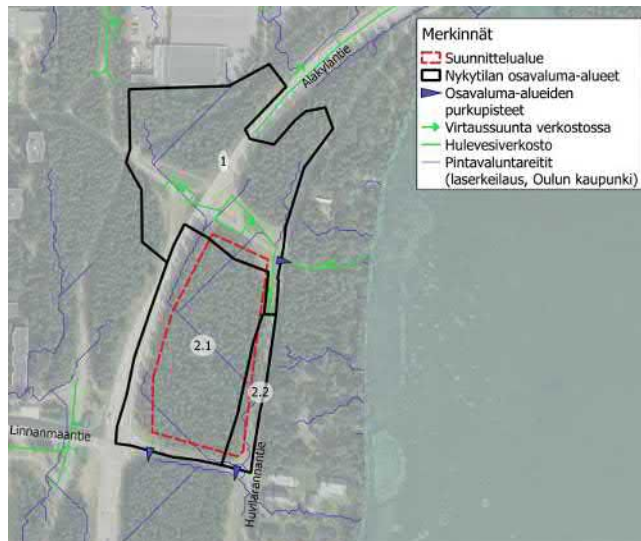 Merkinnät
Suunnittelualue
Nykytilan osavaluma-alueet
Osavaluma-alueiden
purkupisteet
Virtaussuunta verkostossa
Hulevesiverkosto
Pintavaluntareitit
(laserkeilaus, Oulun kaupunki)
Alakyläntie
1
2.1
2.2
Linnanmaantie
Huvilarannantie